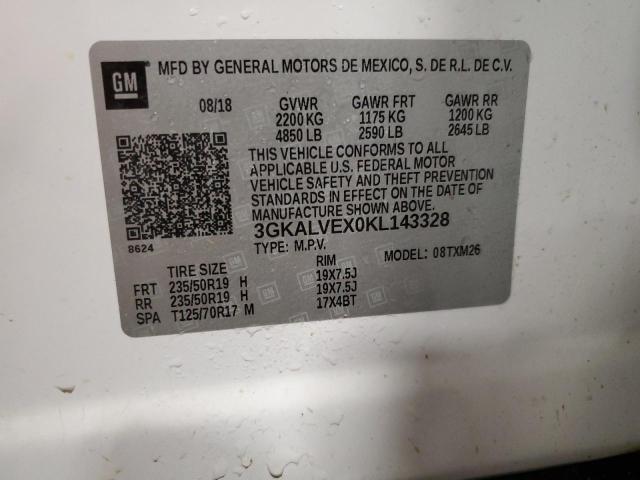 GM
MFD BY GENERAL MOTORS DE MEXICO, S. DE R.L. DE C.V.
08/18 GVWR GAWR FRT GAWR RR
2200 KG 1175 KG 1200 KG
4850 LB 2590 LB 2645 LB
THIS VEHICLE CONFORMS TO ALL
APPLICABLE U.S. FEDERAL MOTOR
VEHICLE SAFETY AND THEFT PREVENTION
STANDARDS IN EFFECT ON THE DATE OF
MANUFACTURE SHOWN ABOVE.
8624
3GKALVEX0KL143328
TYPE: M.P.V. MODEL: 08TXM26
TIRE SIZE RIM
FRT 235/50R19 H 19X7.5J
RR 235/50R19 H 19X7.5J
SPA T125/70R17 M 17X4BT